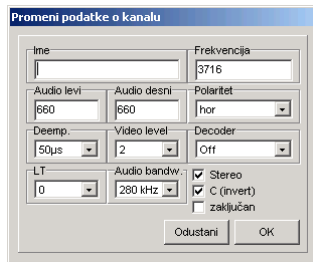 Promeni podatke o kanalu
Ime Frekvencija
3716
Audio levi Audio desni Polaritet
660 660 hor
Deemp. Video level Decoder
50µs 2 Off
LT Audio bandw. Stereo
0 280 kHz C (invert)
zaključan
Odustani OK